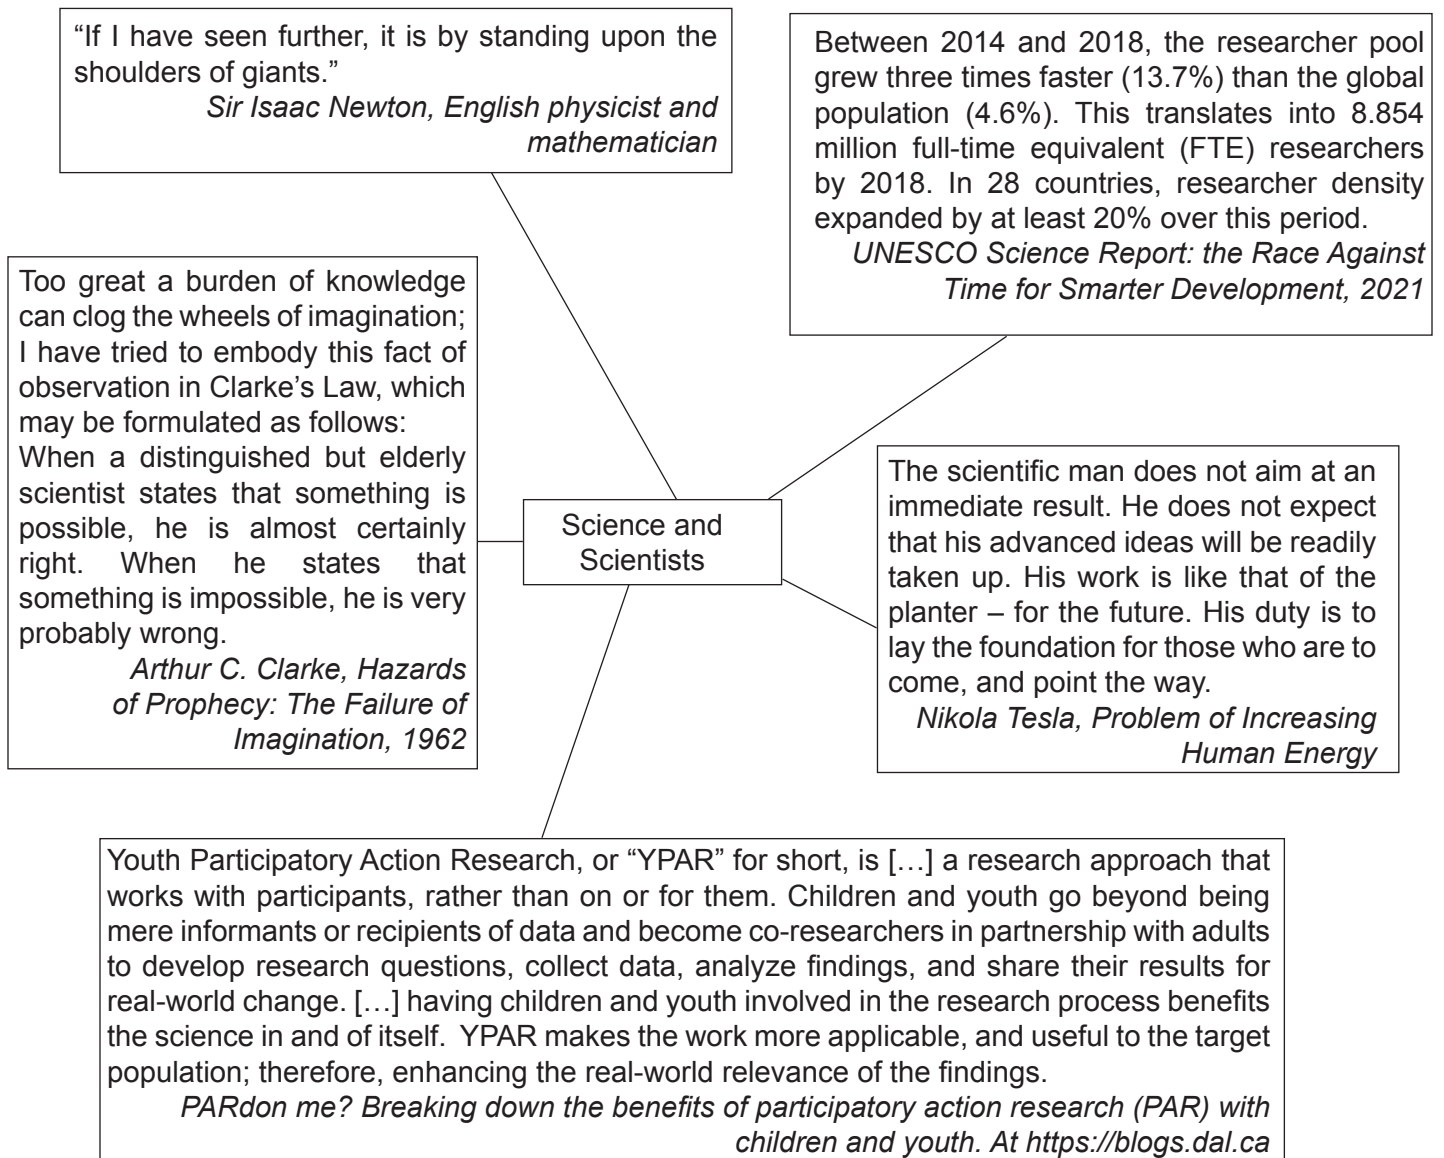 “If I have seen further, it is by standing upon the
shoulders of giants.”
Sir Isaac Newton, English physicist and
mathematician
Between 2014 and 2018, the researcher pool
grew three times faster (13.7%) than the global
population (4.6%). This translates into 8.854
million full-time equivalent (FTE) researchers
by 2018. In 28 countries, researcher density
expanded by at least 20% over this period.
UNESCO Science Report: the Race Against
Time for Smarter Development, 2021
Too great a burden of knowledge
can clog the wheels of imagination;
I have tried to embody this fact of
observation in Clarke’s Law, which
may be formulated as follows:
When a distinguished but elderly
scientist states that something is
possible, he is almost certainly
right. When he states that
something is impossible, he is very
probably wrong.
Arthur C. Clarke, Hazards
of Prophecy: The Failure of
Imagination, 1962
Science and
Scientists
The scientific man does not aim at an
immediate result. He does not expect
that his advanced ideas will be readily
taken up. His work is like that of the
planter – for the future. His duty is to
lay the foundation for those who are to
come, and point the way.
Nikola Tesla, Problem of Increasing
Human Energy
Youth Participatory Action Research, or “YPAR” for short, is […] a research approach that
works with participants, rather than on or for them. Children and youth go beyond being
mere informants or recipients of data and become co-researchers in partnership with adults
to develop research questions, collect data, analyze findings, and share their results for
real-world change. […] having children and youth involved in the research process benefits
the science in and of itself. YPAR makes the work more applicable, and useful to the target
population; therefore, enhancing the real-world relevance of the findings.
PARdon me? Breaking down the benefits of participatory action research (PAR) with
children and youth. At https://blogs.dal.ca